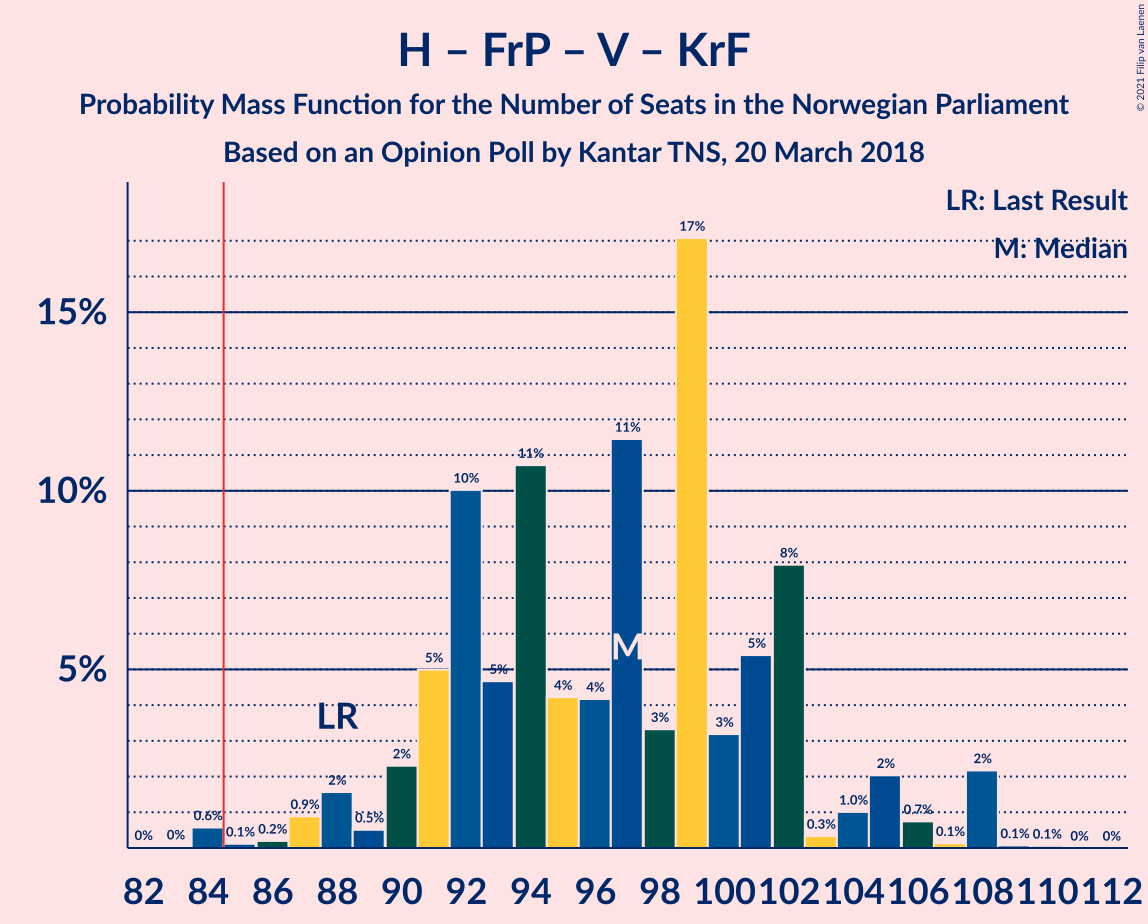 H – FrP – V – KrF
Probability Mass Function for the Number of Seats in the Norwegian Parliament
Based on an Opinion Poll by Kantar TNS, 20 March 2018
© 2021 Filip van Laenen
LR: Last Result
M: Median
15%
10%
5%
0% 0% 0.6% 0.1% 0.2% 0.9% 2% 0.5% 2% 5% 10% 5% 11% 4% 4% 11% 3% 17% 3% 5% 8% 0.3% 1.0% 2% 0.7% 0.1% 2% 0.1% 0.1% 0% 0%
LR
M
82 84 86 88 90 92 94 96 98 100 102 104 106 108 110 112